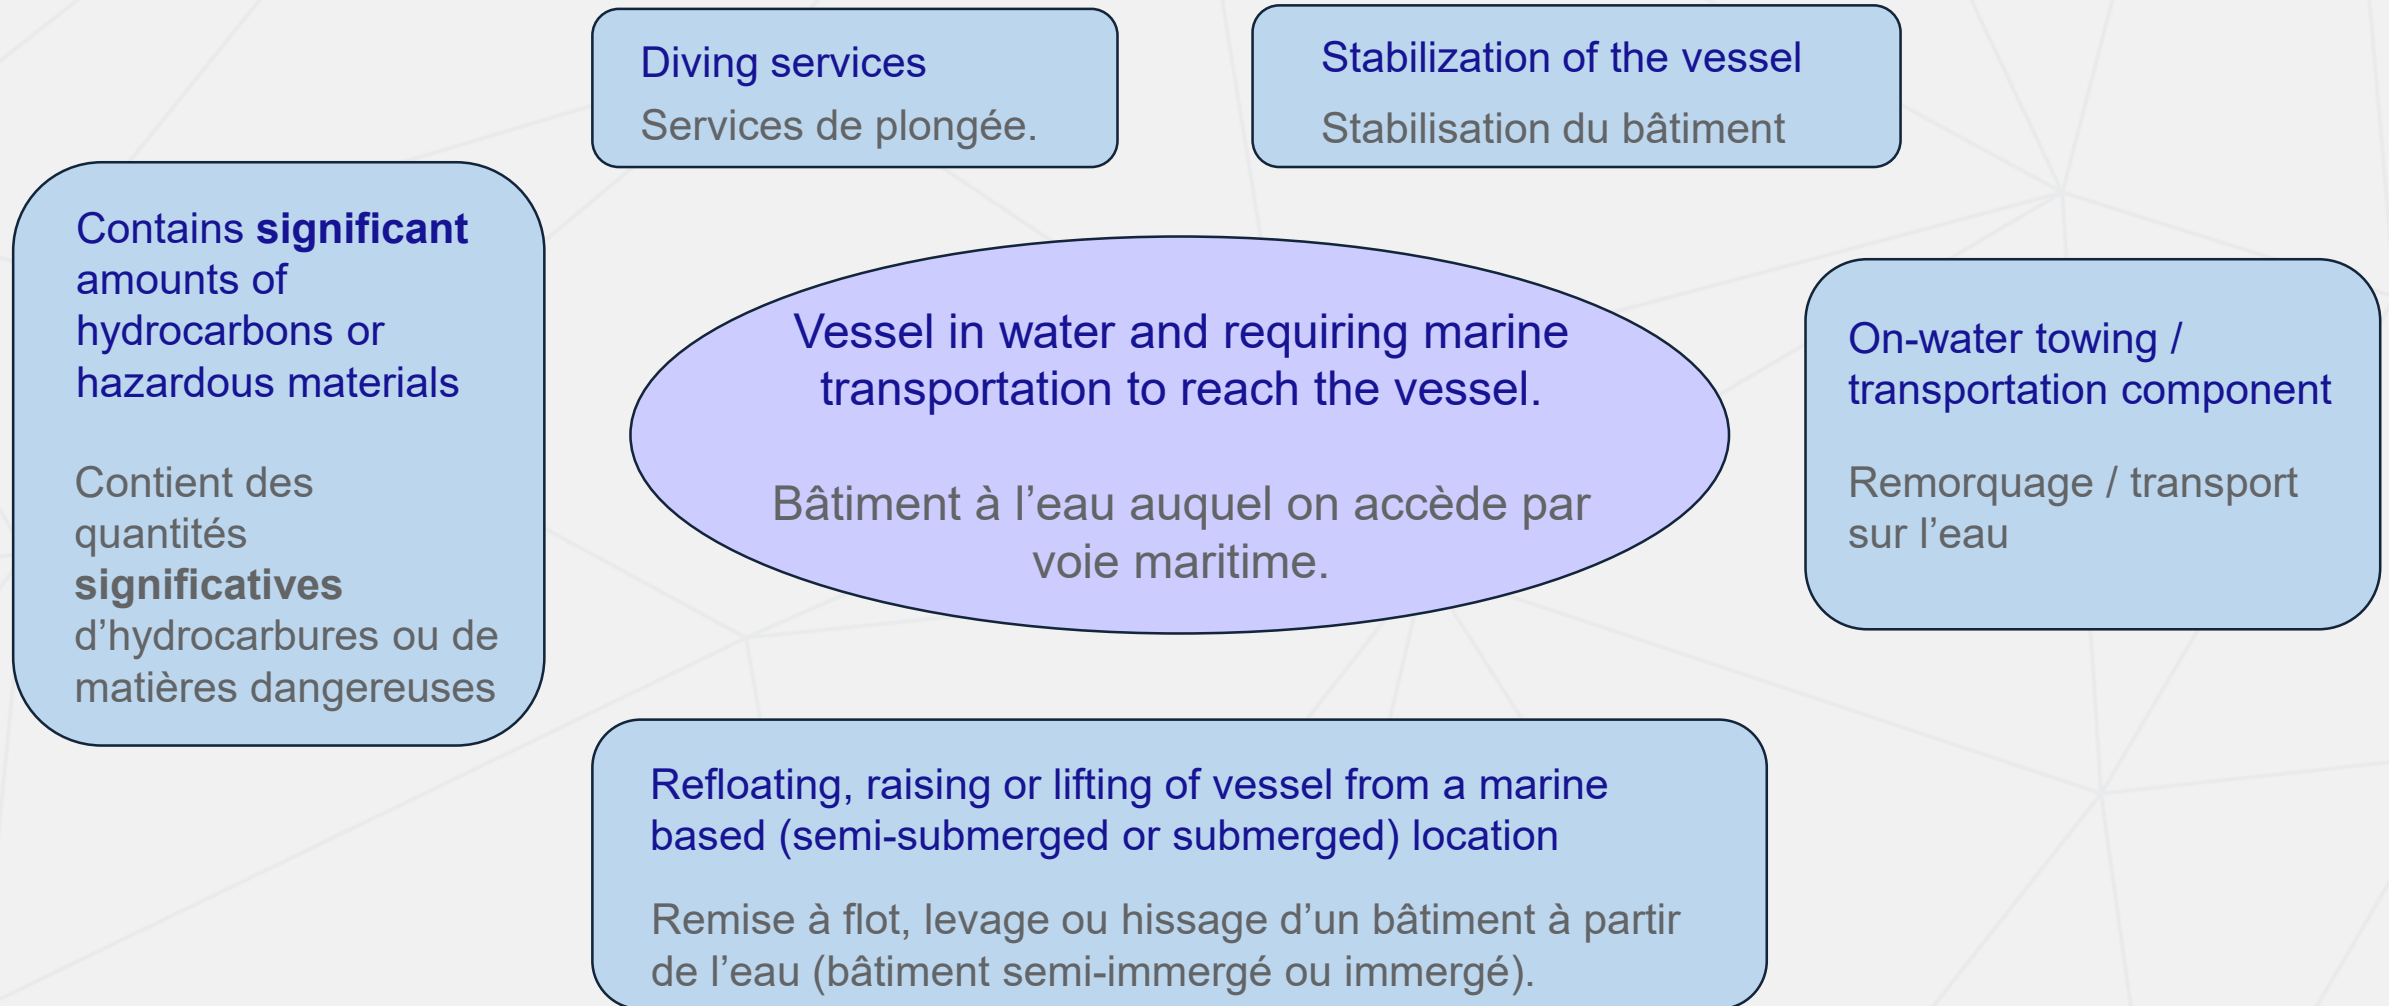 Diving services
Services de plongée.
Stabilization of the vessel
Stabilisation du bâtiment
Contains significant
amounts of
hydrocarbons or
hazardous materials
Contient des
quantités
significatives
d’hydrocarbures ou de
matières dangereuses
Vessel in water and requiring marine
transportation to reach the vessel.
Bâtiment à l’eau auquel on accède par
voie maritime.
On-water towing /
transportation component
Remorquage / transport
sur l’eau
Refloating, raising or lifting of vessel from a marine
based (semi-submerged or submerged) location
Remise à flot, levage ou hissage d’un bâtiment à partir
de l’eau (bâtiment semi-immergé ou immergé).